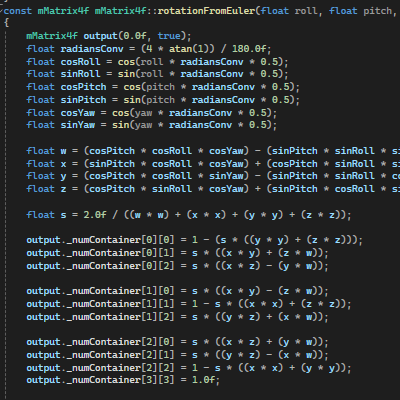 const mMatrix4f mMatrix4f::rotationFromEuler(float roll, float pitch,
{
mMatrix4f output(0.0f, true);
float radiansConv = (4 * atan(1)) / 180.0f;
float cosRoll = cos(roll * radiansConv * 0.5);
float sinRoll = sin(roll * radiansConv * 0.5);
float cosPitch = cos(pitch * radiansConv * 0.5);
float sinPitch = sin(pitch * radiansConv * 0.5);
float cosYaw = cos(yaw * radiansConv * 0.5);
float sinYaw = sin(yaw * radiansConv * 0.5);
float w = (cosPitch * cosRoll * cosYaw) - (sinPitch * sinRoll * si
float x = (sinPitch * cosRoll * cosYaw) + (cosPitch * sinRoll * si
float y = (cosPitch * cosRoll * sinYaw) - (sinPitch * sinRoll * co
float z = (cosPitch * sinRoll * cosYaw) + (sinPitch * cosRoll * si
float s = 2.0f / ((w * w) + (x * x) + (y * y) + (z * z));
output._numContainer[0][0] = 1 - (s * ((y * y) + (z * z)));
output._numContainer[0][1] = s * ((x * y) + (z * w));
output._numContainer[0][2] = s * ((x * z) - (y * w));
output._numContainer[1][0] = s * ((x * y) - (z * w));
output._numContainer[1][1] = 1 - s * ((x * x) + (z * z));
output._numContainer[1][2] = s * ((y * z) + (x * w));
output._numContainer[2][0] = s * ((x * z) + (y * w));
output._numContainer[2][1] = s * ((y * z) - (x * w));
output._numContainer[2][2] = 1 - s * ((x * x) + (y * y));
output._numContainer[3][3] = 1.0f;